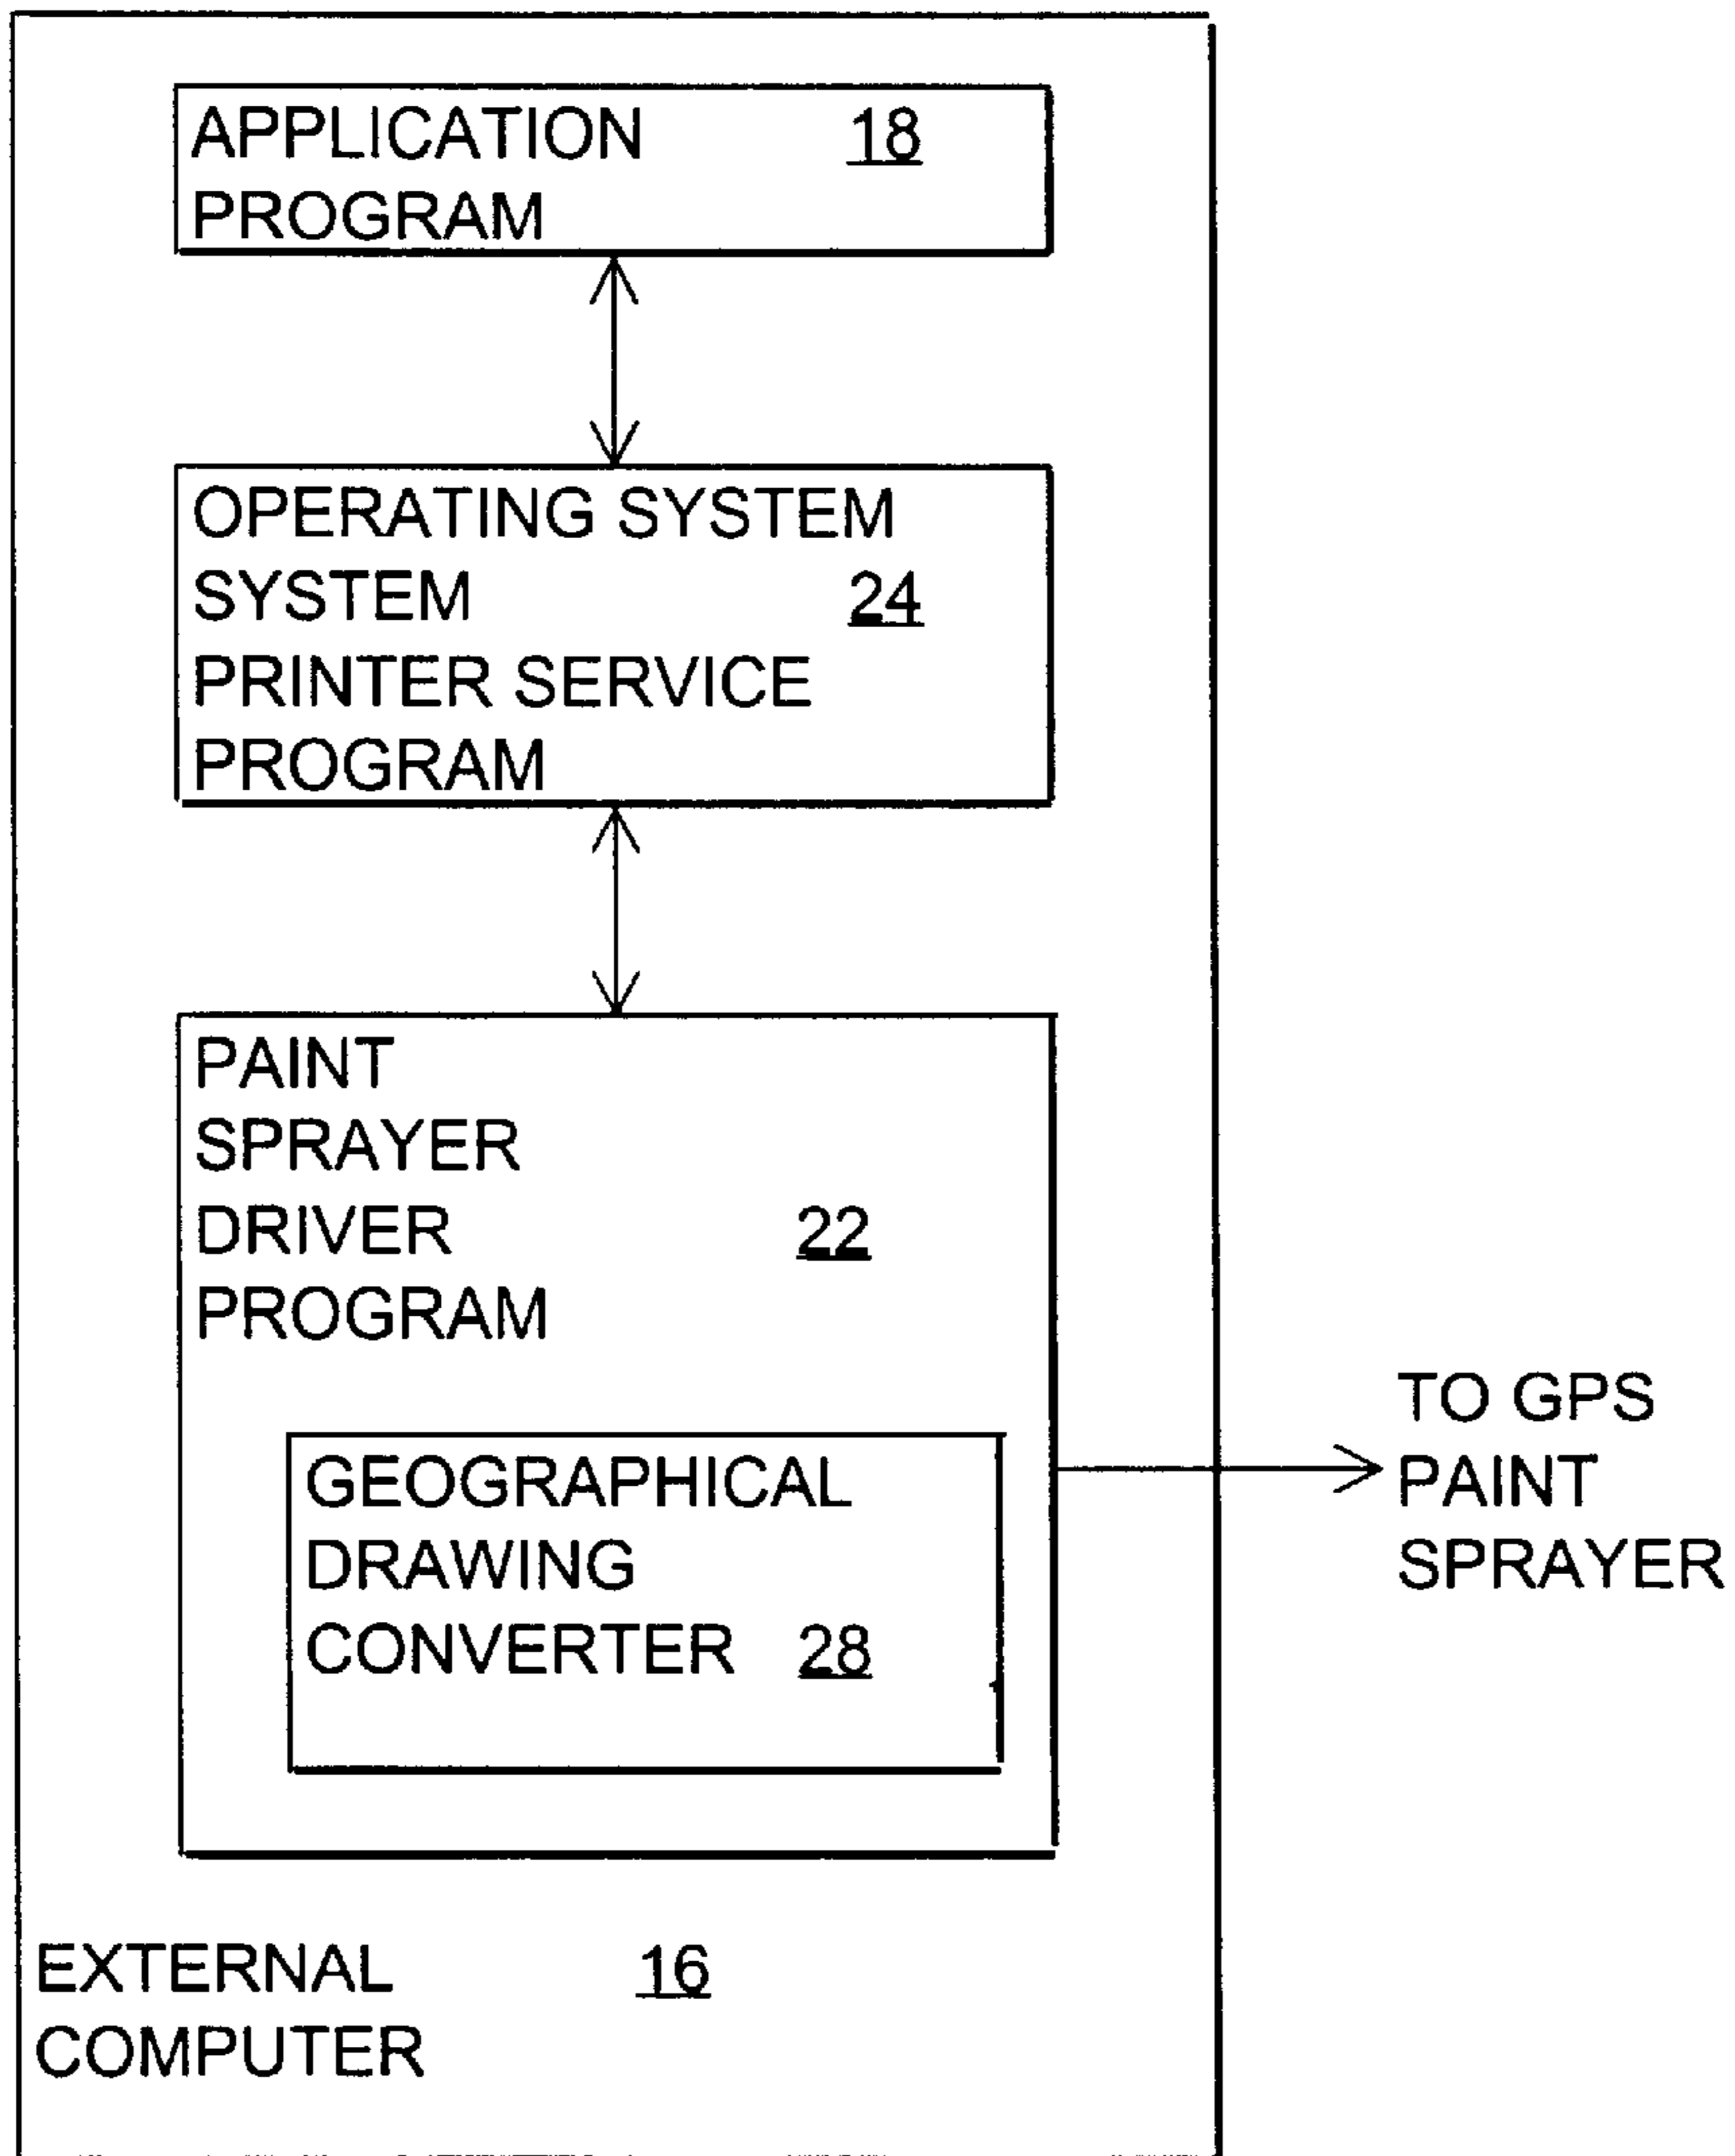 APPLICATION 18
PROGRAM
OPERATING SYSTEM
SYSTEM 24
PRINTER SERVICE
PROGRAM
PAINT
SPRAYER
DRIVER 22
PROGRAM
GEOGRAPHICAL
DRAWING
CONVERTER 28
TO GPS
PAINT
SPRAYER
EXTERNAL 16
COMPUTER